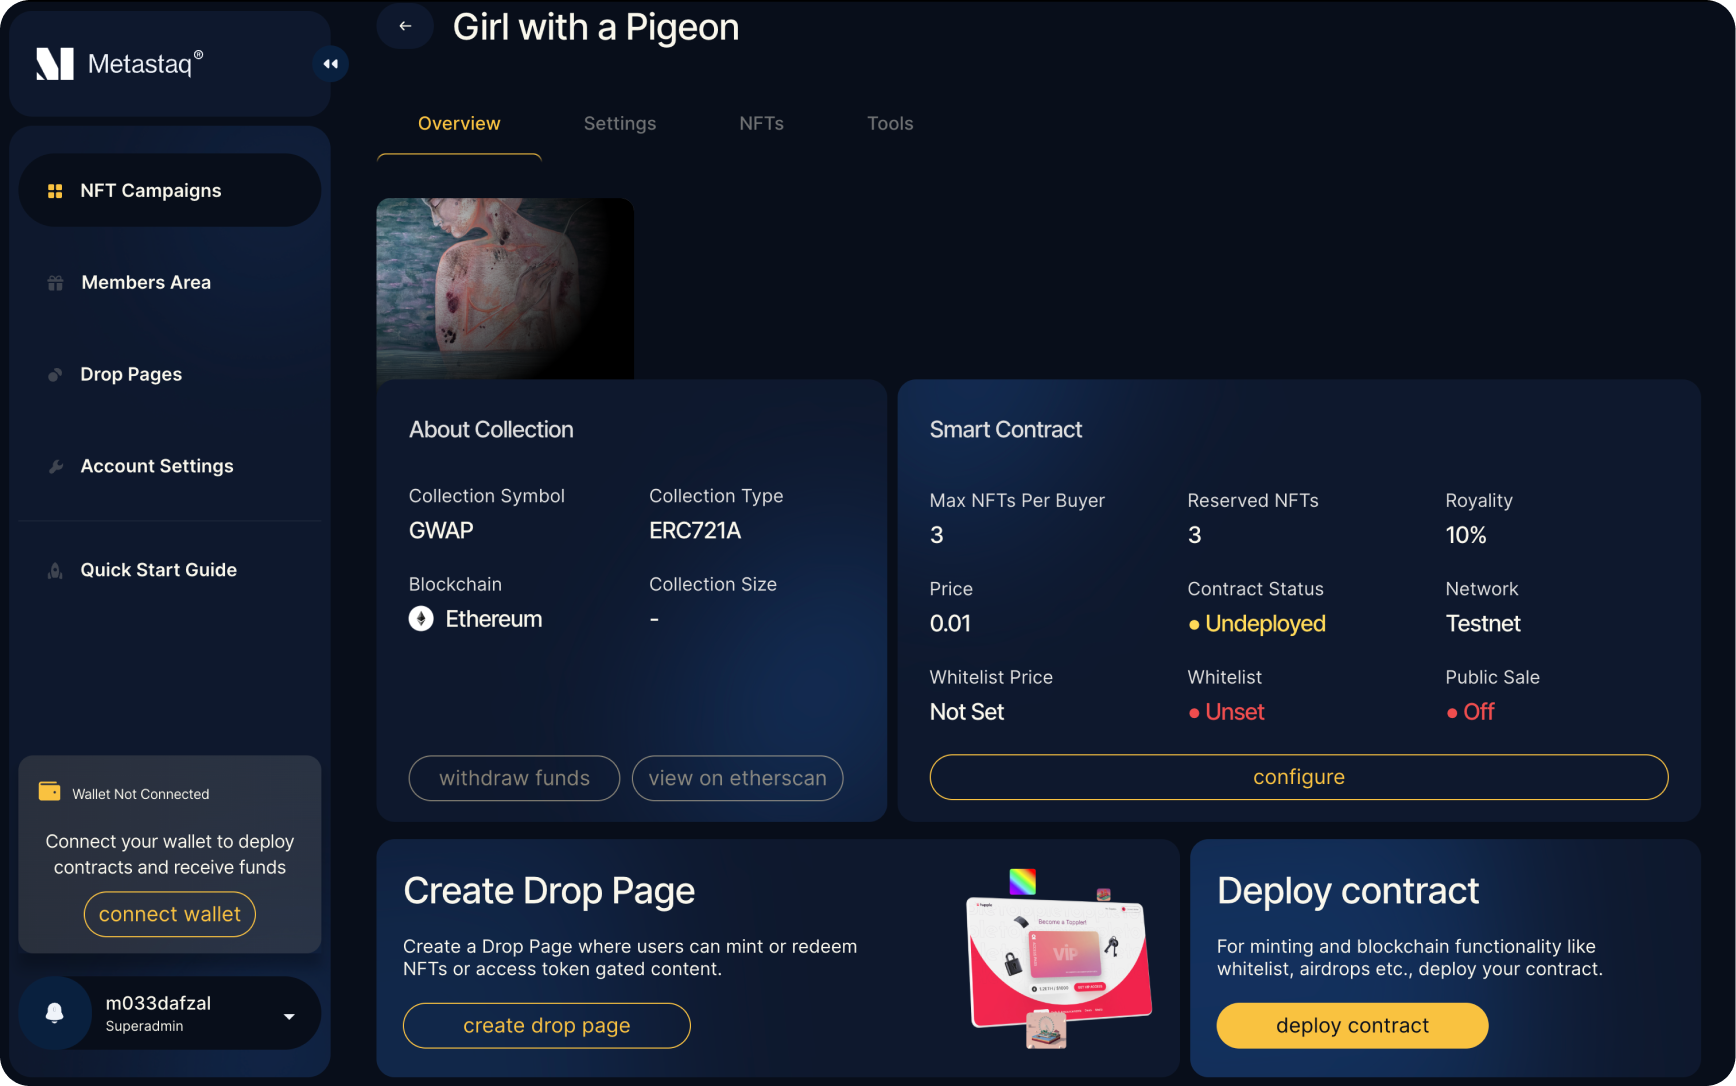 Metastaq®
NFT Campaigns
Members Area
Drop Pages
Account Settings
Quick Start Guide
Wallet Not Connected
Connect your wallet to deploy
contracts and receive funds
connect wallet
m033dafzal
Superadmin
Girl with a Pigeon
Overview
Settings
NFTs
Tools
About Collection
Collection Symbol
GWAP
Collection Type
ERC721A
Blockchain
Ethereum
Collection Size
-
withdraw funds
view on etherscan
Smart Contract
Max NFTs Per Buyer
3
Reserved NFTs
3
Royality
10%
Price
0.01
Contract Status
Undeployed
Network
Testnet
Whitelist Price
Not Set
Whitelist
Unset
Public Sale
Off
configure
Create Drop Page
Create a Drop Page where users can mint or redeem
NFTs or access token gated content.
create drop page
Become a Toppler!
VIP
Deploy contract
For minting and blockchain functionality like
whitelist, airdrops etc., deploy your contract.
deploy contract